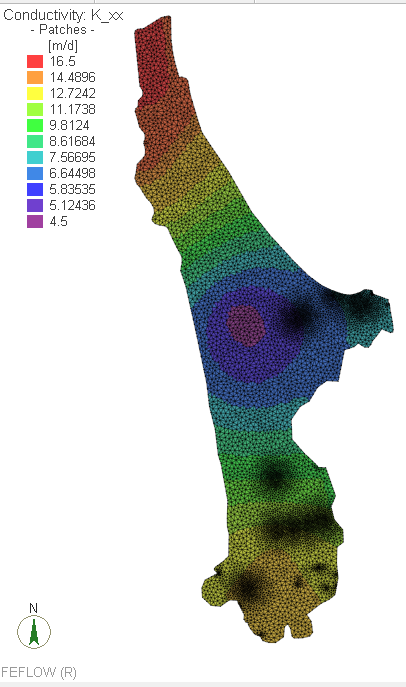 Conductivity: K_xx
- Patches -
[m/d]
16.5
14.4896
12.7242
11.1738
9.8124
8.61684
7.56695
6.64498
5.83535
5.12436
4.5
N
FEFLOW (R)